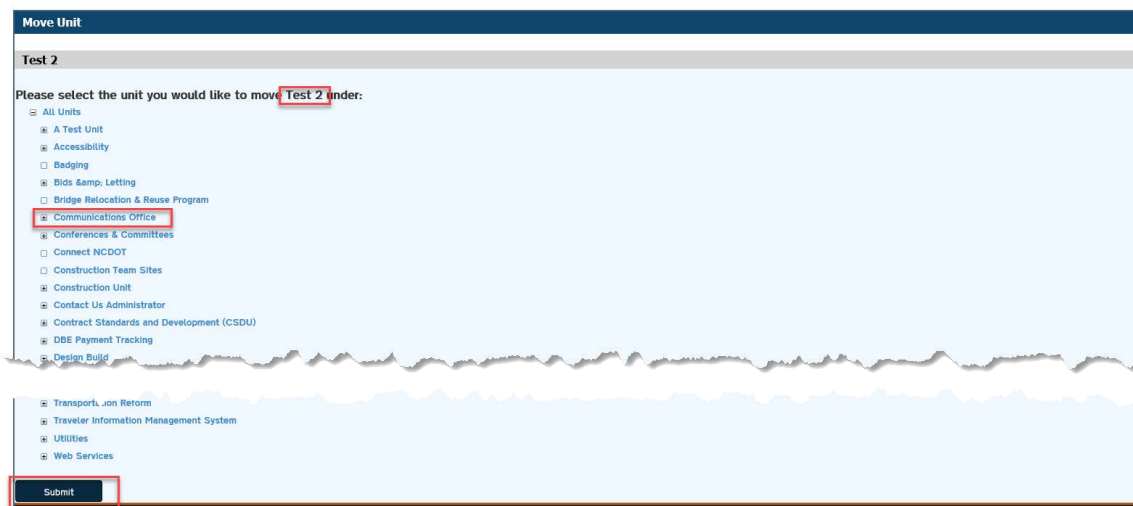 Move Unit
Test 2
Please select the unit you would like to move Test 2 under:
All Units
A Test Unit
Accessibility
Badging
Bids &amp; Letting
Bridge Relocation & Reuse Program
Communications Office
Conferences & Committees
Connect NCDOT
Construction Team Sites
Construction Unit
Contact Us Administrator
Contract Standards and Development (CSDU)
DBE Payment Tracking
Design Build
Reform
Traveler Information Management System
Utilities
Web Services
Submit